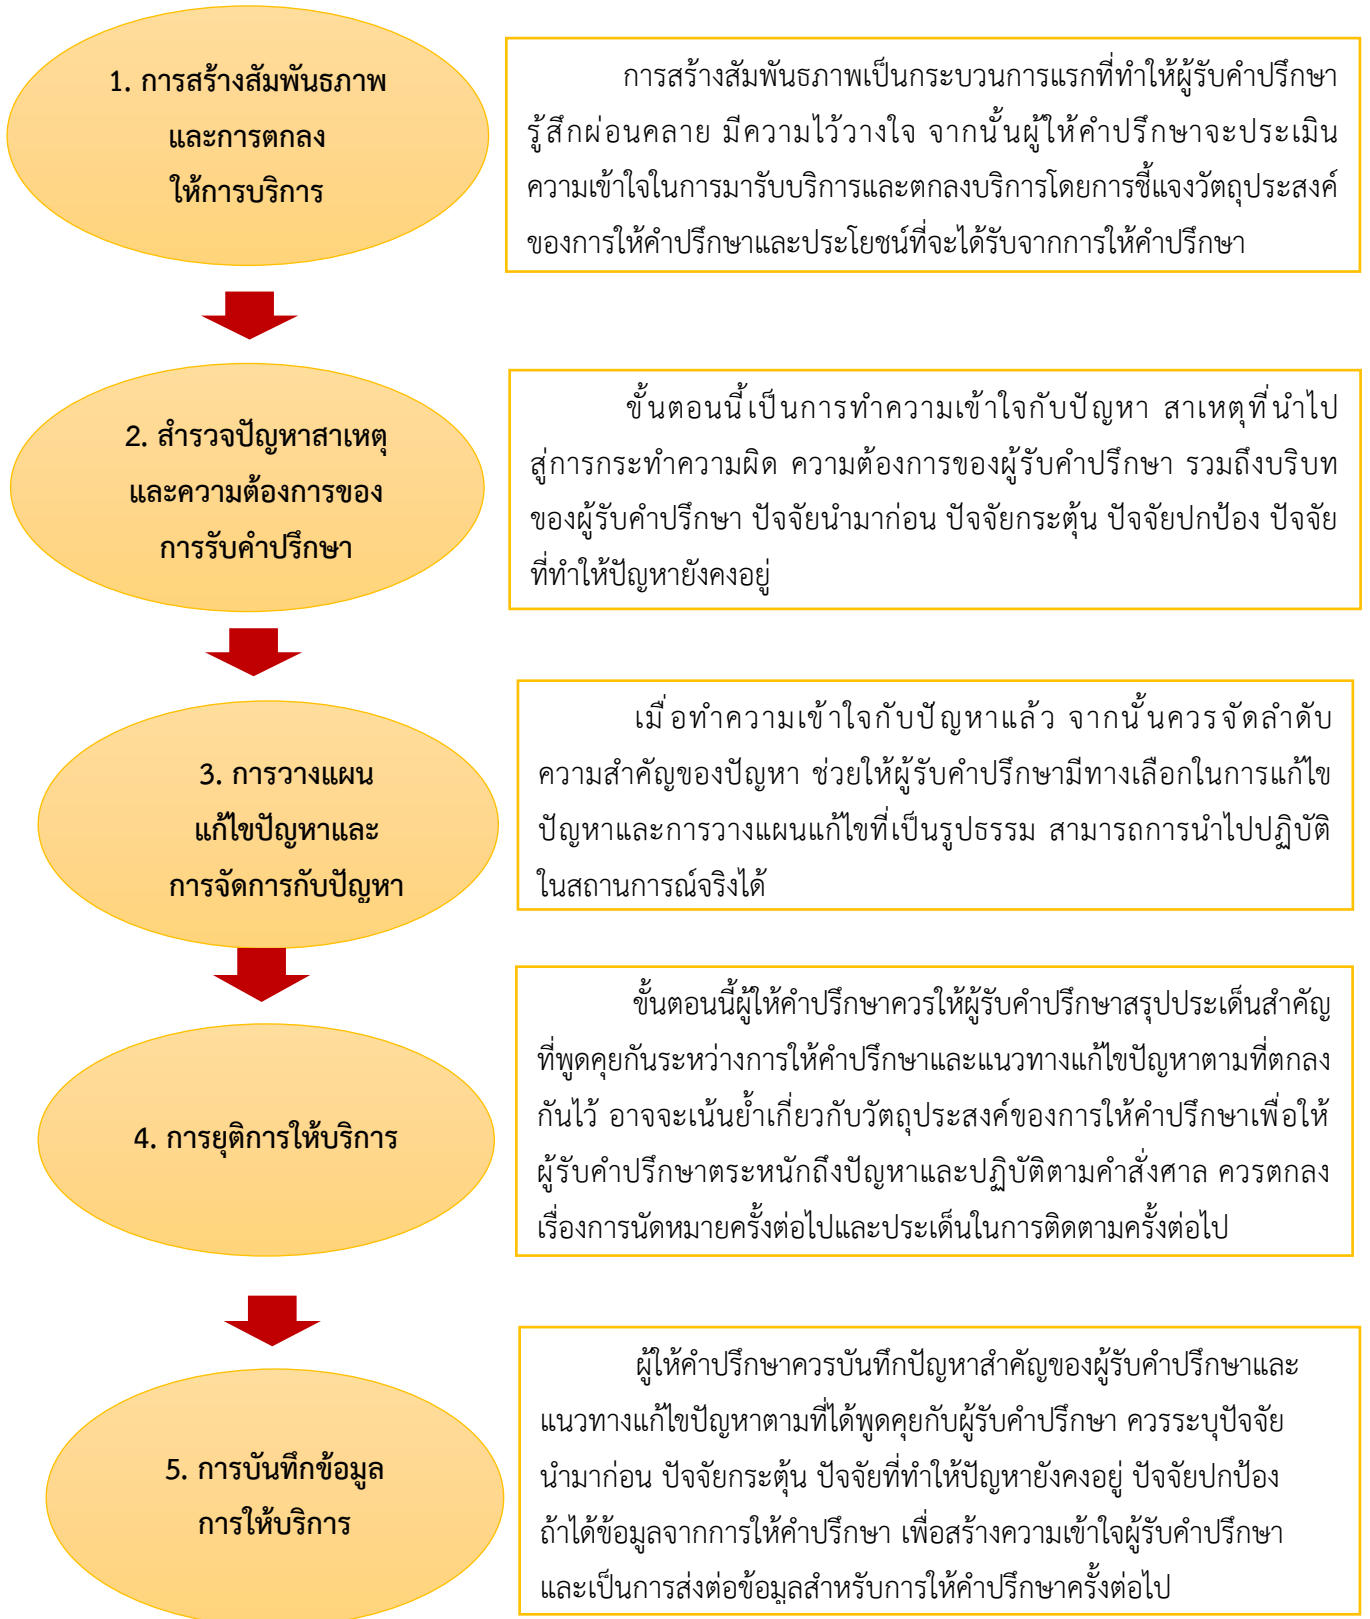 1. การสร้างสัมพันธภาพ
และการตกลง
ให้การบริการ
การสร้างสัมพันธภาพเป็นกระบวนการแรกที่ทำให้ผู้รับคำปรึกษา
รู้สึกผ่อนคลาย มีความไว้วางใจ จากนั้นผู้ให้คำปรึกษาจะประเมิน
ความเข้าใจในการมารับบริการและตกลงบริการโดยการชี้แจงวัตถุประสงค์
ของการให้คำปรึกษาและประโยชน์ที่จะได้รับจากการให้คำปรึกษา
2. สำรวจปัญหาสาเหตุ
และความต้องการของ
การรับคำปรึกษา
ขั้นตอนนี้เป็นการทำความเข้าใจกับปัญหา สาเหตุที่นำไป
สู่การกระทำความผิด ความต้องการของผู้รับคำปรึกษา รวมถึงบริบท
ของผู้รับคำปรึกษา ปัจจัยนำมาก่อน ปัจจัยกระตุ้น ปัจจัยปกป้อง ปัจจัย
ที่ทำให้ปัญหายังคงอยู่
3. การวางแผน
แก้ไขปัญหาและ
การจัดการกับปัญหา
เมื่อทำความเข้าใจกับปัญหาแล้ว จากนั้นควรจัดลำดับ
ความสำคัญของปัญหา ช่วยให้ผู้รับคำปรึกษามีทางเลือกในการแก้ไข
ปัญหาและการวางแผนแก้ไขที่เป็นรูปธรรม สามารถการนำไปปฏิบัติ
ในสถานการณ์จริงได้
4. การยุติการให้บริการ
ขั้นตอนนี้ผู้ให้คำปรึกษาควรให้ผู้รับคำปรึกษาสรุปประเด็นสำคัญ
ที่พูดคุยกันระหว่างการให้คำปรึกษาและแนวทางแก้ไขปัญหาตามที่ตกลง
กันไว้ อาจจะเน้นย้ำเกี่ยวกับวัตถุประสงค์ของการให้คำปรึกษาเพื่อให้
ผู้รับคำปรึกษาตระหนักถึงปัญหาและปฏิบัติตามคำสั่งศาล ควรตกลง
เรื่องการนัดหมายครั้งต่อไปและประเด็นในการติดตามครั้งต่อไป
5. การบันทึกข้อมูล
การให้บริการ
ผู้ให้คำปรึกษาควรบันทึกปัญหาสำคัญของผู้รับคำปรึกษาและ
แนวทางแก้ไขปัญหาตามที่ได้พูดคุยกับผู้รับคำปรึกษา ควรระบุปัจจัย
นำมาก่อน ปัจจัยกระตุ้น ปัจจัยที่ทำให้ปัญหายังคงอยู่ ปัจจัยปกป้อง
ถ้าได้ข้อมูลจากการให้คำปรึกษา เพื่อสร้างความเข้าใจผู้รับคำปรึกษา
และเป็นการส่งต่อข้อมูลสำหรับการให้คำปรึกษาครั้งต่อไป